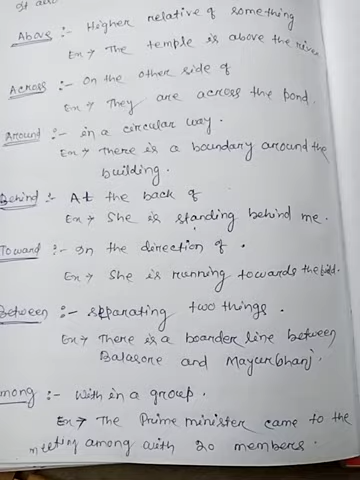 Above :- Higher relative of something
Ex → The temple is above the river
Across :- On the other side of
Ex → They are across the pond.
Around :- in a circular way.
Ex → There is a boundary around the
building.
Behind :- At the back of
Ex → She is standing behind me.
Toward :- In the direction of .
Ex → She is running towards the
Between :- separating two things .
Ex → There is a boarder line between
Balasore and Mayurbhanj.
mong :- With in a group .
Ex → The Prime minister came to the
meeting among with 20 members.